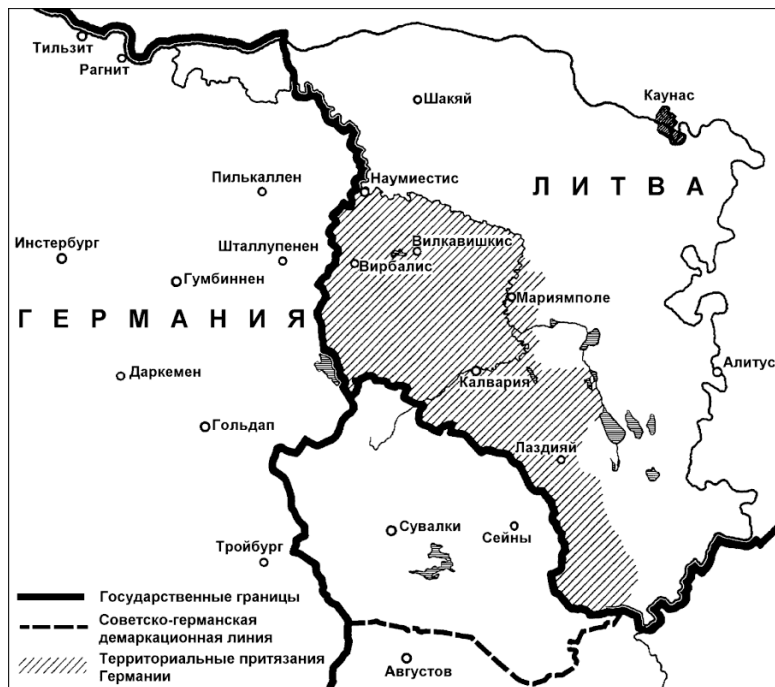 Тильзит
Рагнит
Шакяй
Каунас
Пилькаллен
Наумиестис
ЛИТВА
Инстербург
Шталлупенен
Вилкавишкис
Вирбалис
Гумбиннен
Мариямполе
ГЕРМАНИЯ
Даркемен
Калвария
Алитус
Гольдап
Лаздияй
Сувалки
Сейны
Тройбург
Государственные границы
Советско-германская
демаркационная линия
Территориальные притязания
Германии
Августов